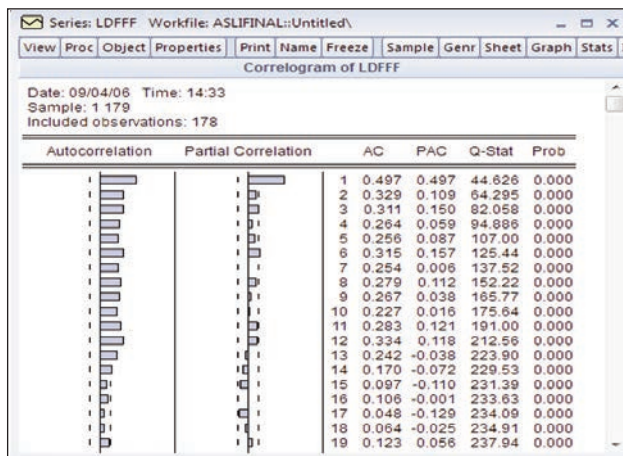 Series: LDFFF Workfile: ASLIFINAL::Untitled\
View Proc Object Properties Print Name Freeze Sample Genr Sheet Graph Stats
Correlogram of LDFFF
Date: 09/04/06 Time: 14:33
Sample: 1 179
Included observations: 178
Autocorrelation Partial Correlation AC PAC Q-Stat Prob
1 0.497 0.497 44.626 0.000
2 0.329 0.109 64.295 0.000
3 0.311 0.150 82.058 0.000
4 0.264 0.059 94.886 0.000
5 0.256 0.087 107.00 0.000
6 0.315 0.157 125.44 0.000
7 0.254 0.006 137.52 0.000
8 0.279 0.112 152.22 0.000
9 0.267 0.038 165.77 0.000
10 0.227 0.016 175.64 0.000
11 0.283 0.121 191.00 0.000
12 0.334 0.118 212.56 0.000
13 0.242 -0.038 223.90 0.000
14 0.170 -0.072 229.53 0.000
15 0.097 -0.110 231.39 0.000
16 0.106 -0.001 233.63 0.000
17 0.048 -0.129 234.09 0.000
18 0.064 -0.025 234.91 0.000
19 0.123 0.056 237.94 0.000